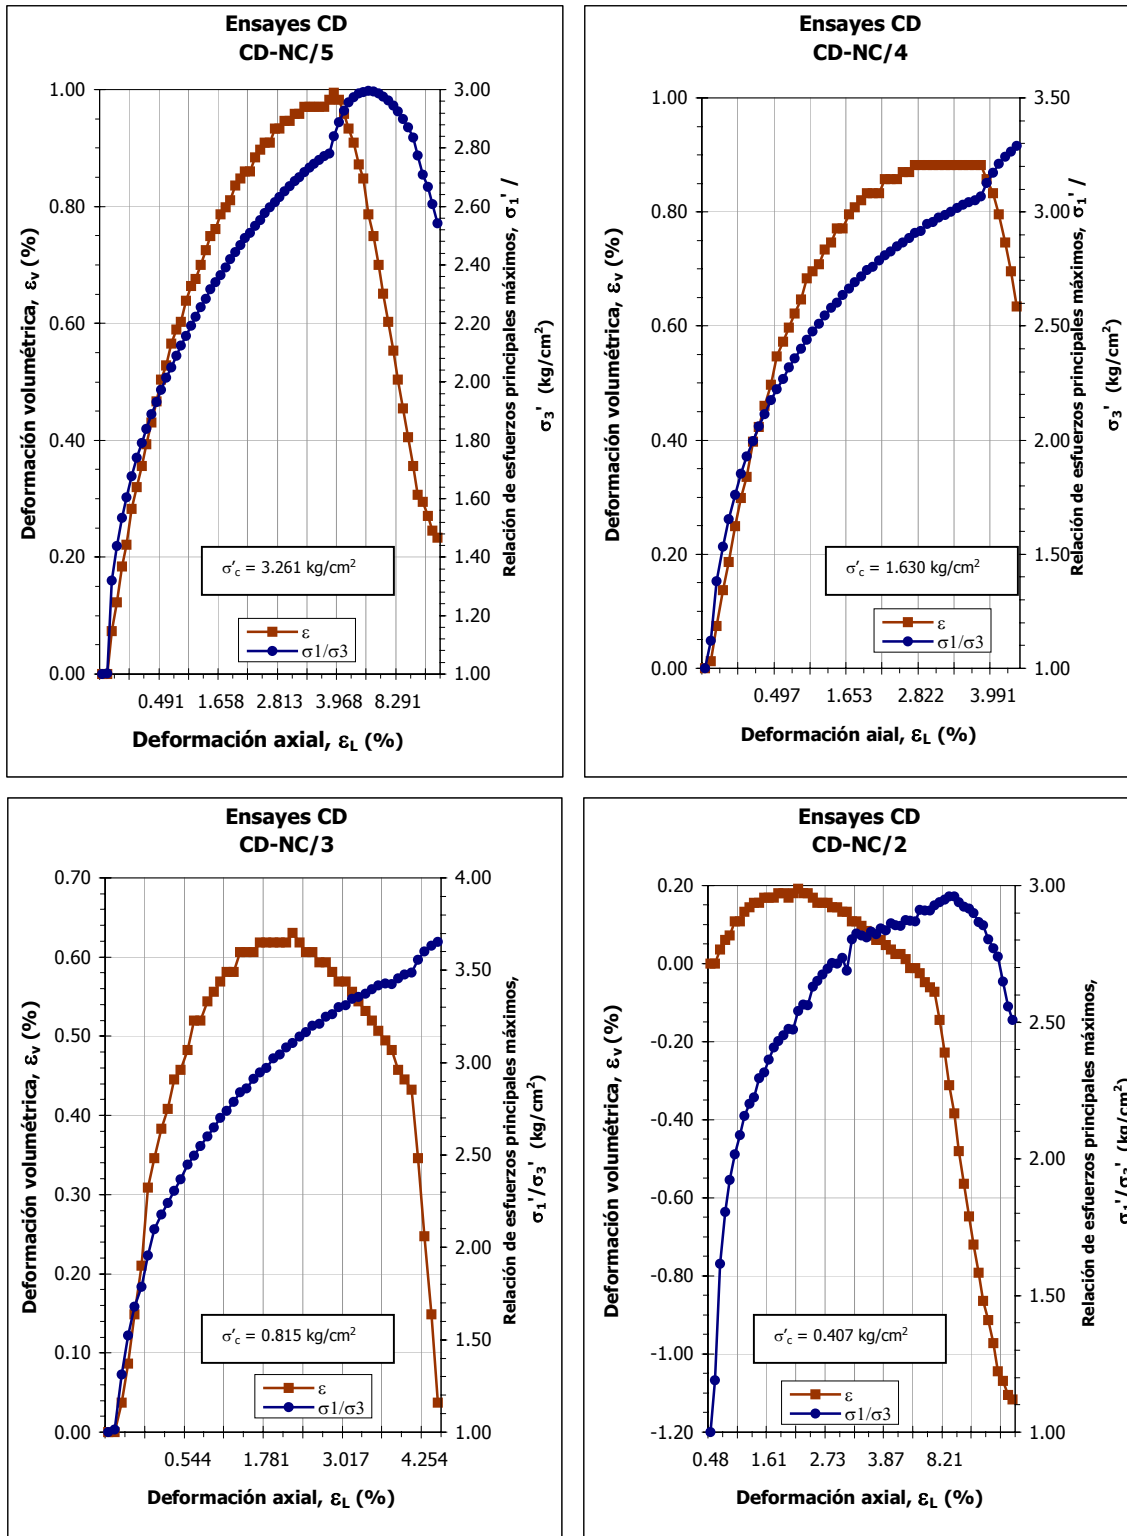 Ensayes CD
CD-NC/5
1.00
0.80
0.60
0.40
0.20
0.00
Deformación volumétrica, εv (%)
3.00
2.80
2.60
2.40
2.20
2.00
1.80
1.60
1.40
1.20
1.00
Relación de esfuerzos principales máximos, σ1' /
σ3' (kg/cm2)
σ'c = 3.261 kg/cm2
ε
σ1/σ3
0.491 1.658 2.813 3.968 8.291
Deformación axial, εL (%)
Ensayes CD
CD-NC/4
1.00
0.80
0.60
0.40
0.20
0.00
Deformación volumétrica, εv (%)
3.50
3.00
2.50
2.00
1.50
1.00
Relación de esfuerzos principales máximos, σ1' /
σ3' (kg/cm2)
σ'c = 1.630 kg/cm2
ε
σ1/σ3
0.497 1.653 2.822 3.991
Deformación aial, εL (%)
Ensayes CD
CD-NC/3
0.70
0.60
0.50
0.40
0.30
0.20
0.10
0.00
Deformación volumétrica, εv (%)
4.00
3.50
3.00
2.50
2.00
1.50
1.00
Relación de esfuerzos principales máximos,
σ1'/σ3' (kg/cm2)
σ'c = 0.815 kg/cm2
ε
σ1/σ3
0.544 1.781 3.017 4.254
Deformación axial, εL (%)
Ensayes CD
CD-NC/2
0.20
0.00
-0.20
-0.40
-0.60
-0.80
-1.00
-1.20
Deformación volumétrica, εv (%)
3.00
2.50
2.00
1.50
1.00
Relación de esfuerzos principales máximos,
σ1'/σ3' (kg/cm2)
σ'c = 0.407 kg/cm2
ε
σ1/σ3
0.48 1.61 2.73 3.87 8.21
Deformación axial, εL (%)